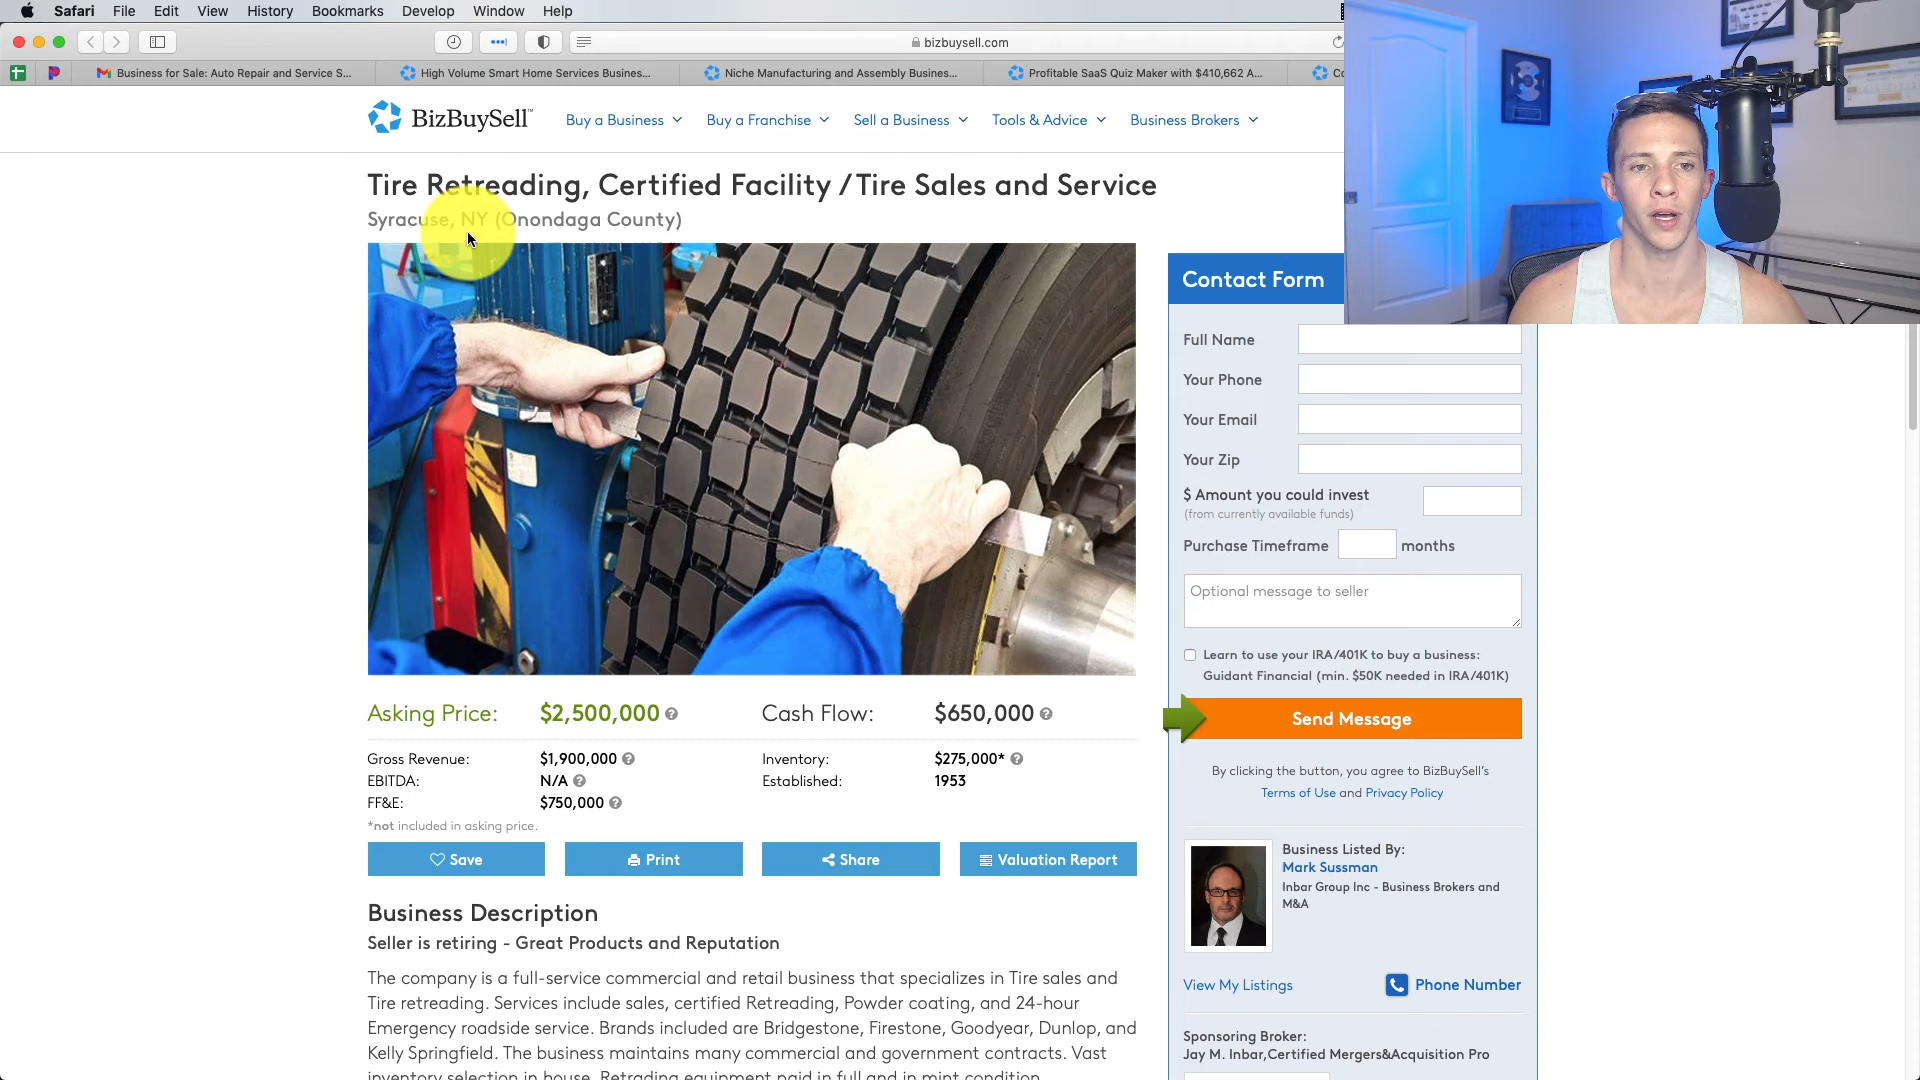 Safari File Edit View History Bookmarks Develop Window Help
bizbuysell.com
Business for Sale: Auto Repair and Service S...
High Volume Smart Home Services Busines...
Niche Manufacturing and Assembly Busines...
Profitable SaaS Quiz Maker with $410,662 A...
Co
BizBuySell™
Buy a Business
Buy a Franchise
Sell a Business
Tools & Advice
Business Brokers
Tire Retreading, Certified Facility / Tire Sales and Service
Syracuse, NY (Onondaga County)
Contact Form
Full Name
Your Phone
Your Email
Your Zip
$ Amount you could invest
(from currently available funds)
Purchase Timeframe months
Optional message to seller
Learn to use your IRA/401K to buy a business:
Guidant Financial (min. $50K needed in IRA/401K)
Send Message
By clicking the button, you agree to BizBuySell's
Terms of Use and Privacy Policy
Asking Price: $2,500,000 Cash Flow: $650,000
Gross Revenue: $1,900,000 Inventory: $275,000*
EBITDA: N/A Established: 1953
FF&E: $750,000
*not included in asking price.
Save
Print
Share
Valuation Report
Business Description
Seller is retiring - Great Products and Reputation
The company is a full-service commercial and retail business that specializes in Tire sales and
Tire retreading. Services include sales, certified Retreading, Powder coating, and 24-hour
Emergency roadside service. Brands included are Bridgestone, Firestone, Goodyear, Dunlop, and
Kelly Springfield. The business maintains many commercial and government contracts. Vast
inventory selection in house. Retrading equipment paid in full and in mint condition.
Business Listed By:
Mark Sussman
Inbar Group Inc - Business Brokers and
M&A
View My Listings
Phone Number
Sponsoring Broker:
Jay M. Inbar,Certified Mergers&Acquisition Pro